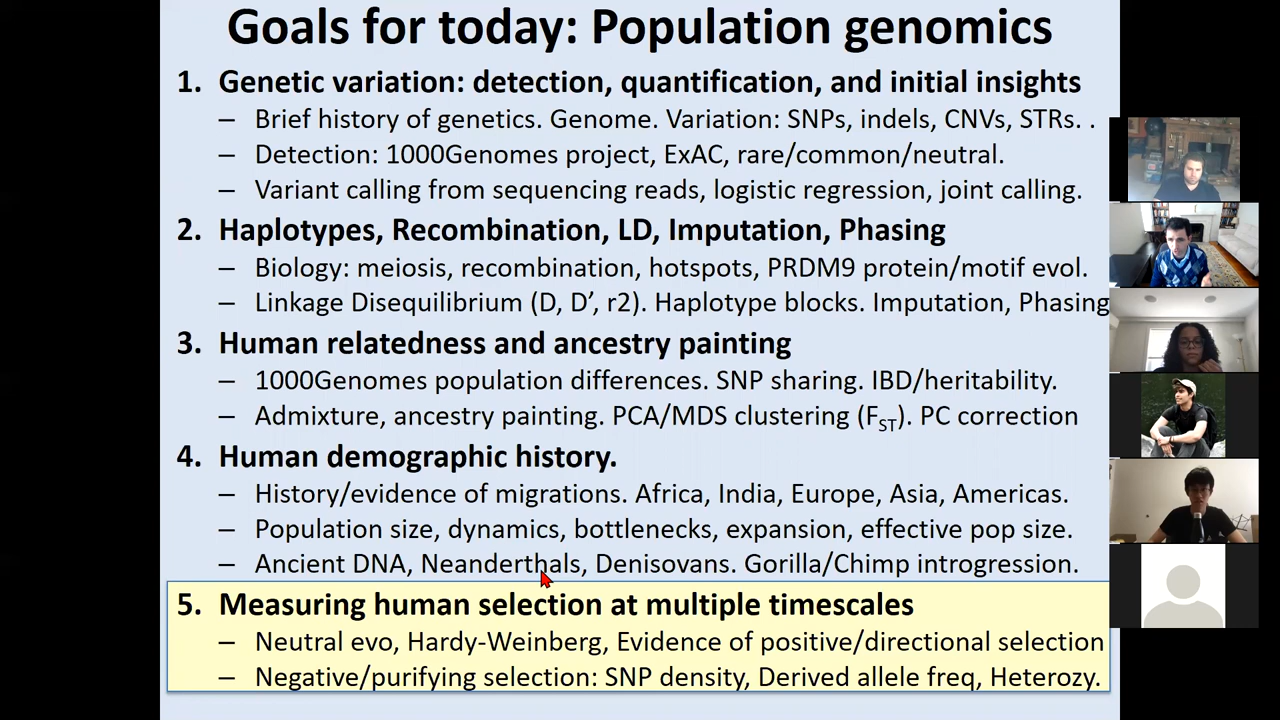 Goals for today: Population genomics
1. Genetic variation: detection, quantification, and initial insights
– Brief history of genetics. Genome. Variation: SNPs, indels, CNVs, STRs. .
– Detection: 1000Genomes project, ExAC, rare/common/neutral.
– Variant calling from sequencing reads, logistic regression, joint calling.
2. Haplotypes, Recombination, LD, Imputation, Phasing
– Biology: meiosis, recombination, hotspots, PRDM9 protein/motif evol.
– Linkage Disequilibrium (D, D’, r2). Haplotype blocks. Imputation, Phasing
3. Human relatedness and ancestry painting
– 1000Genomes population differences. SNP sharing. IBD/heritability.
– Admixture, ancestry painting. PCA/MDS clustering (FST). PC correction
4. Human demographic history.
– History/evidence of migrations. Africa, India, Europe, Asia, Americas.
– Population size, dynamics, bottlenecks, expansion, effective pop size.
– Ancient DNA, Neanderthals, Denisovans. Gorilla/Chimp introgression.
5. Measuring human selection at multiple timescales
– Neutral evo, Hardy-Weinberg, Evidence of positive/directional selection
– Negative/purifying selection: SNP density, Derived allele freq, Heterozy.